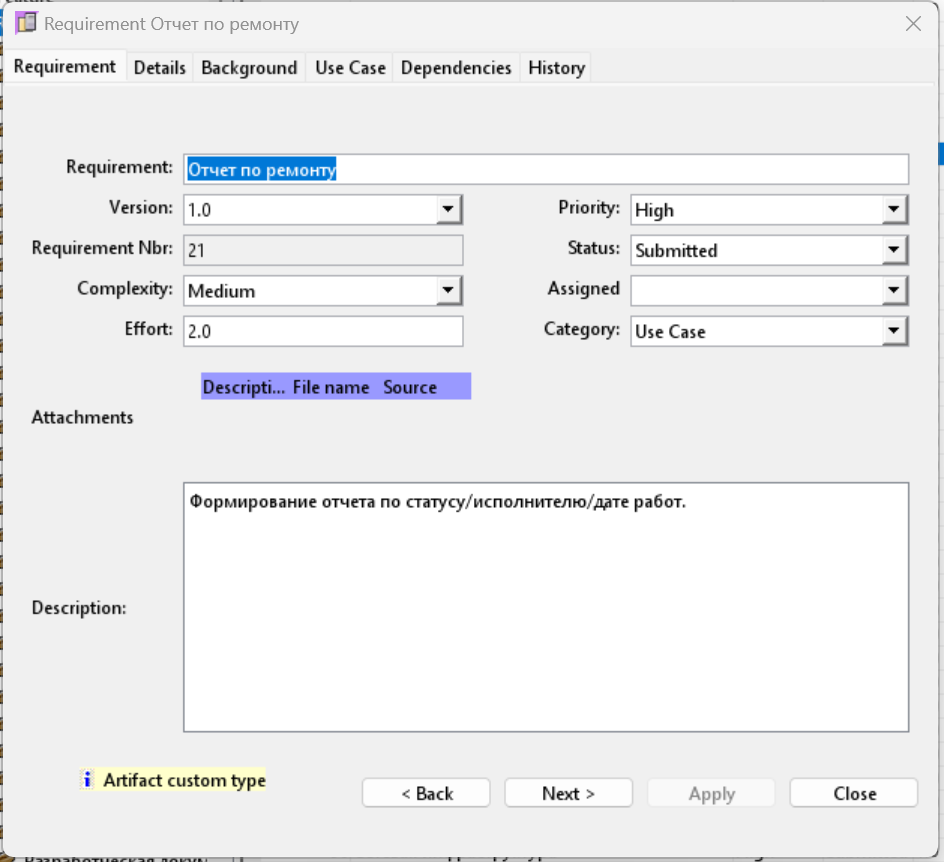 Requirement Отчет по ремонту
Requirement Details Background Use Case Dependencies History
Requirement: Отчет по ремонту
Version: 1.0 Priority: High
Requirement Nbr: 21 Status: Submitted
Complexity: Medium Assigned
Effort: 2.0 Category: Use Case
Descripti... File name Source
Attachments
Формирование отчета по статусу/исполнителю/дате работ.
Description:
i Artifact custom type
< Back Next > Apply Close